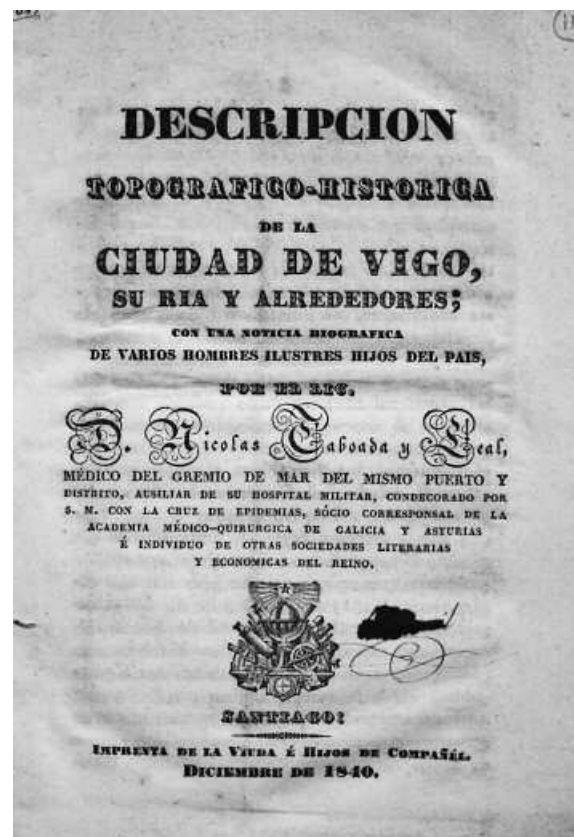 DESCRIPCION
TOPOGRAFICO-HISTORICA
DE LA
CIUDAD DE VIGO,
SU RIA Y ALREDEDORES;
CON UNA NOTICIA BIOGRAFICA
DE VARIOS HOMBRES ILUSTRES HIJOS DEL PAIS,
POR EL LIC.
D. Nicolas Taboada y Leal,
MÉDICO DEL GREMIO DE MAR DEL MISMO PUERTO Y
DISTRITO, AUSILIAR DE SU HOSPITAL MILITAR, CONDECORADO POR
S. M. CON LA CRUZ DE EPIDEMIAS, SÓCIO CORRESPONSAL DE LA
ACADEMIA MÉDICO-QUIRURGICA DE GALICIA Y ASTURIAS
É INDIVIDUO DE OTRAS SOCIEDADES LITERARIAS
Y ECONOMICAS DEL REINO.
SANTIAGO:
IMPRENTA DE LA VIUDA É HIJOS DE COMPAÑÉL.
DICIEMBRE DE 1840.